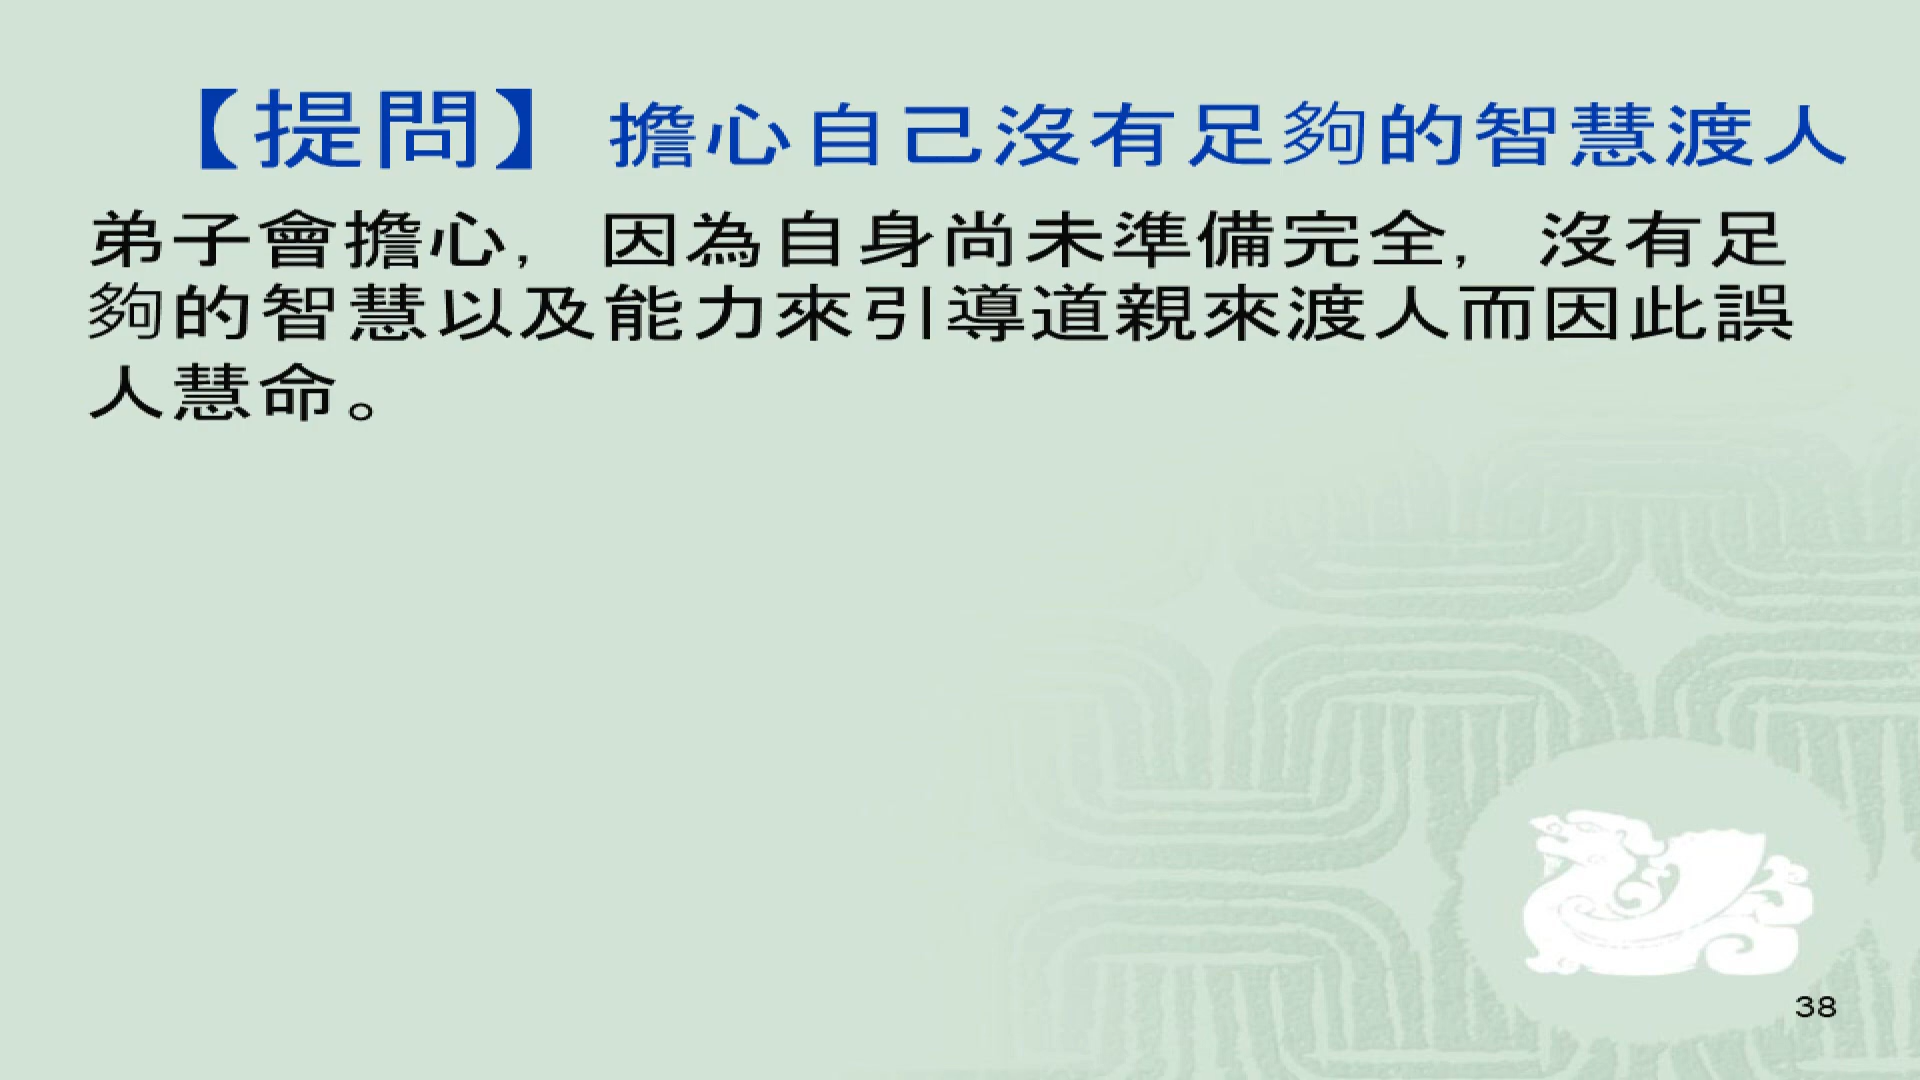 【提問】擔心自己沒有足夠的智慧渡人
弟子會擔心, 因為自身尚未準備完全, 沒有足
夠的智慧以及能力來引導道親來渡人而因此誤
人慧命。
38